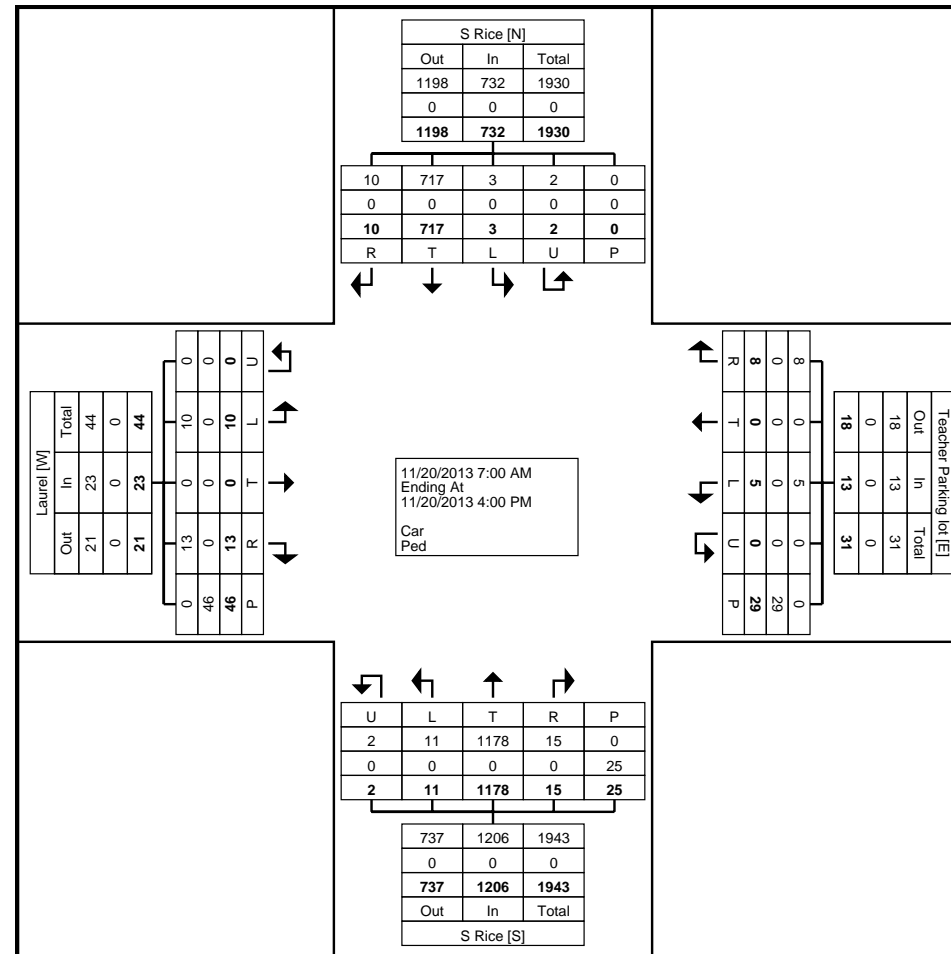 S Rice [N]
Out In Total
1198 732 1930
0 0 0
1198 732 1930
10 717 3 2 0
0 0 0 0 0
10 717 3 2 0
R T L U P
Laurel [W]
Total In Out
44 23 21
0 0 0
44 23 21
0 10 0 13 0
0 0 0 0 46
0 10 0 13 46
U L T R P
11/20/2013 7:00 AM
Ending At
11/20/2013 4:00 PM
Car
Ped
Teacher Parking lot [E]
Out In Total
18 13 31
0 0 0
18 13 31
8 0 5 0 0
0 0 0 0 29
8 0 5 0 29
R T L U P
U L T R P
2 11 1178 15 0
0 0 0 0 25
2 11 1178 15 25
737 1206 1943
0 0 0
737 1206 1943
Out In Total
S Rice [S]